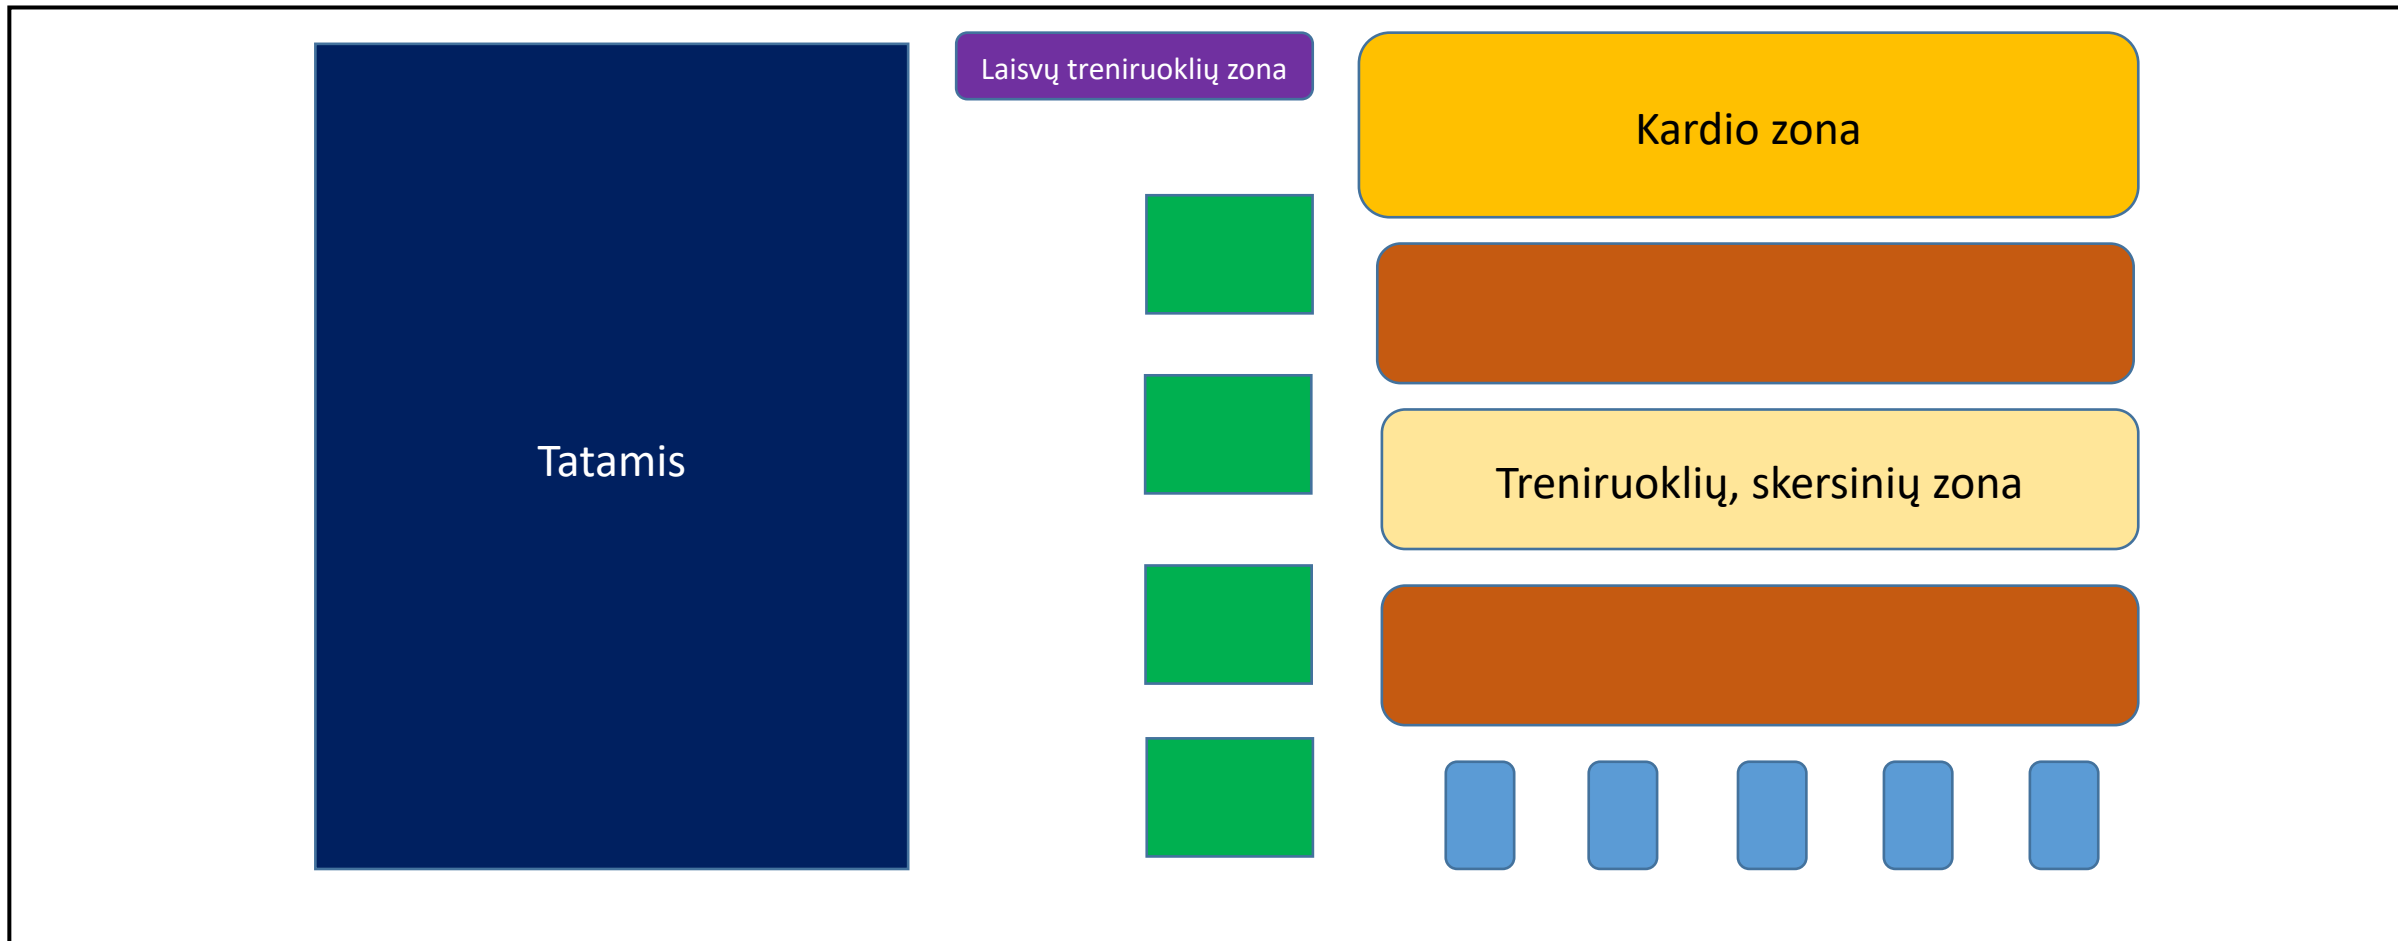 Laisvų treniruoklių zona
Kardio zona
Tatamis
Treniruoklių, skersinių zona